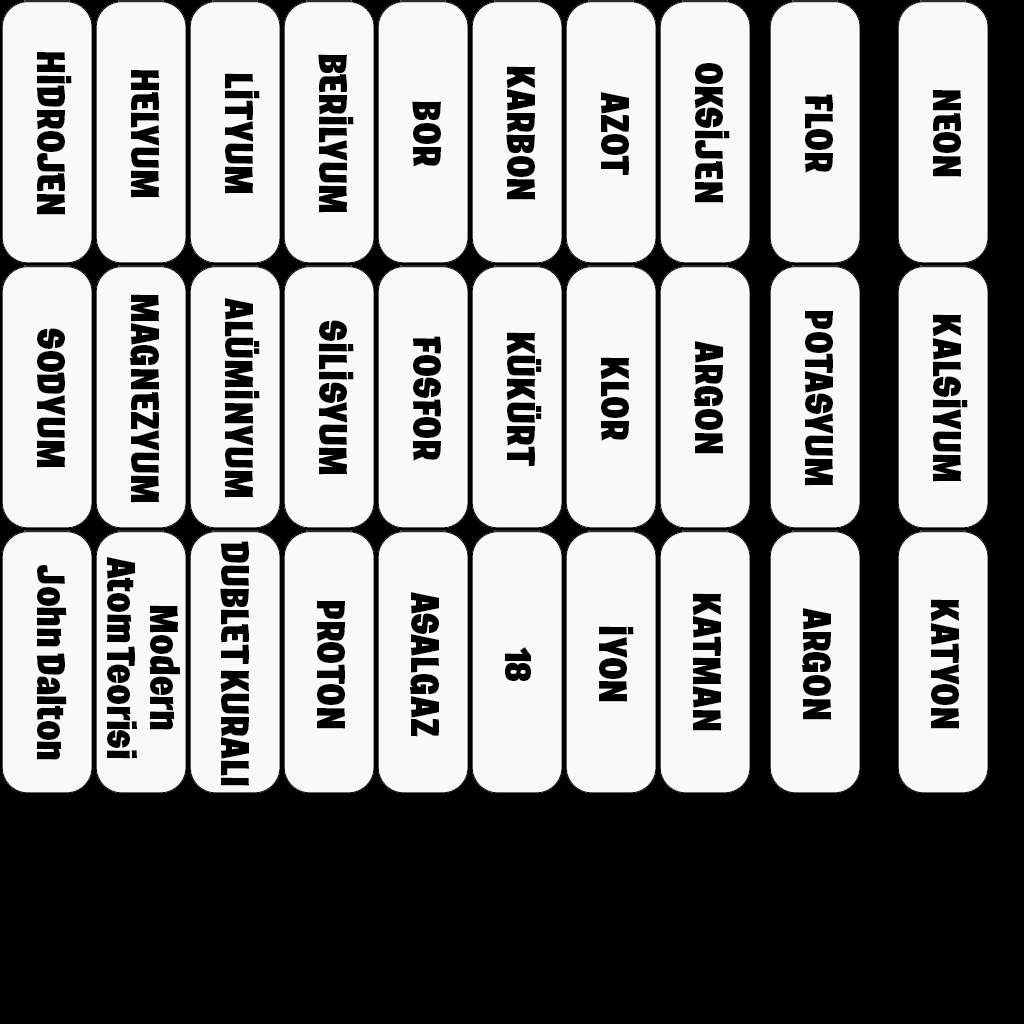 HİDROJEN
HELYUM
LİTYUM
BERİLYUM
BOR
KARBON
AZOT
OKSİJEN
FLOR
NEON
SODYUM
MAGNEZYUM
ALÜMİNYUM
SİLİSYUM
FOSFOR
KÜKÜRT
KLOR
ARGON
POTASYUM
KALSİYUM
John Dalton
Modern
Atom Teorisi
DUBLET KURALI
PROTON
ASALGAZ
18
İYON
KATMAN
ARGON
KATYON